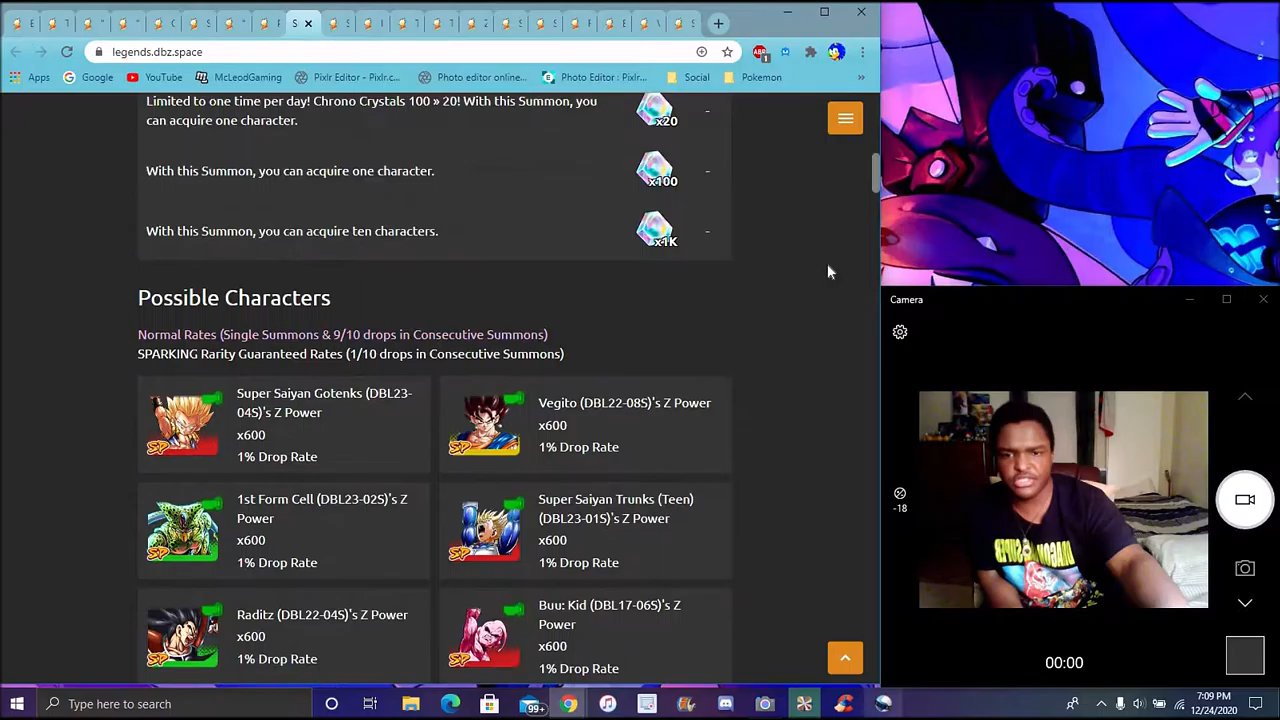 legends.dbz.space
Apps
Google
YouTube
McLeodGaming
Pixlr Editor - Pixlr.c...
Photo editor online...
Photo Editor : Pixlr...
Social
Pokemon
Limited to one time per day! Chrono Crystals 100 » 20! With this Summon, you
can acquire one character.
x20
-
With this Summon, you can acquire one character.
x100
-
With this Summon, you can acquire ten characters.
x1K
-
Possible Characters
Normal Rates (Single Summons & 9/10 drops in Consecutive Summons)
SPARKING Rarity Guaranteed Rates (1/10 drops in Consecutive Summons)
Super Saiyan Gotenks (DBL23-
04S)'s Z Power
x600
1% Drop Rate
SP
Vegito (DBL22-08S)'s Z Power
x600
1% Drop Rate
SP
1st Form Cell (DBL23-02S)'s Z
Power
x600
1% Drop Rate
SP
Super Saiyan Trunks (Teen)
(DBL23-01S)'s Z Power
x600
1% Drop Rate
SP
Raditz (DBL22-04S)'s Z Power
x600
1% Drop Rate
SP
Buu: Kid (DBL17-06S)'s Z
Power
x600
1% Drop Rate
SP
Camera
-18
00:00
Type here to search
99+
7:09 PM
12/24/2020